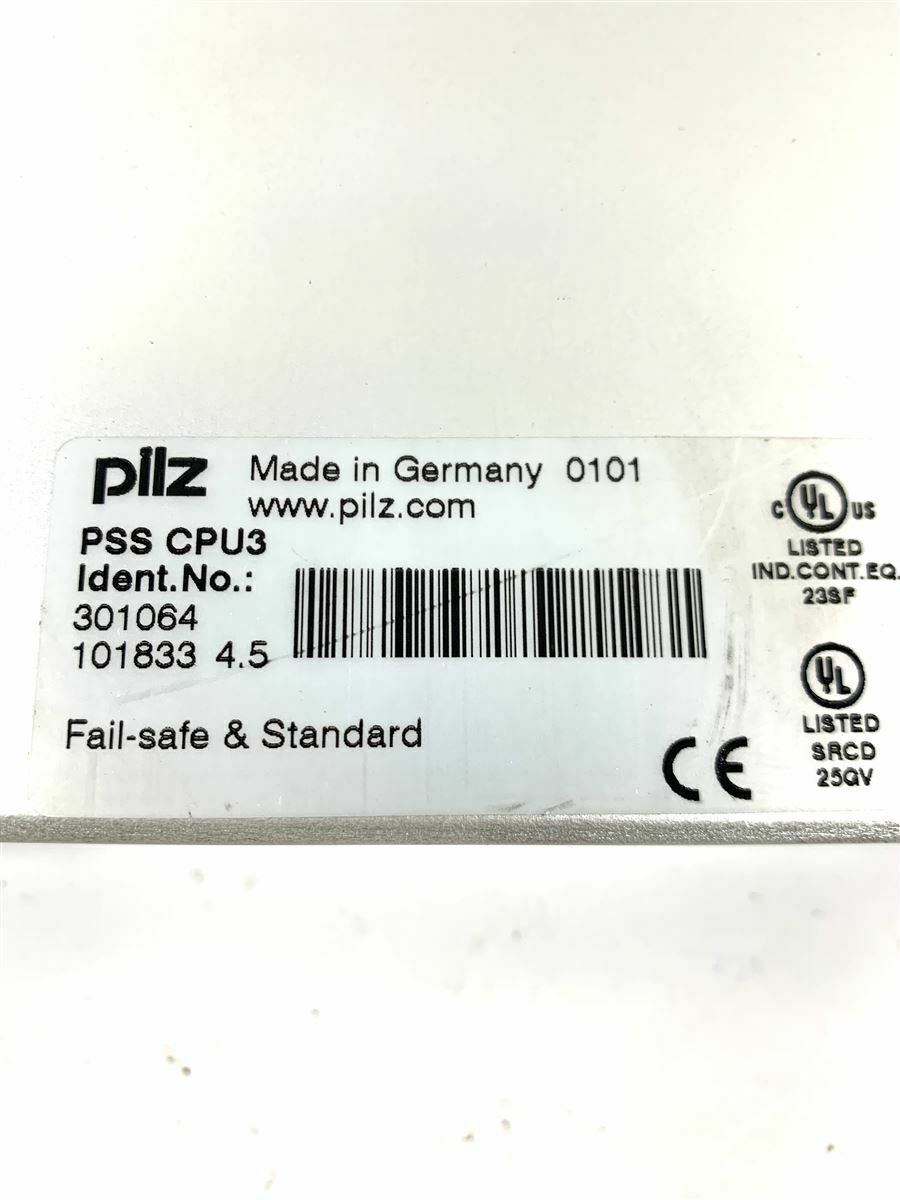 pilz
Made in Germany 0101
www.pilz.com
PSS CPU3
Ident.No.:
301064
101833 4.5
Fail-safe & Standard
CE
C UL US
LISTED
IND.CONT.EQ.
23SF
UL
LISTED
SRCD
25GV